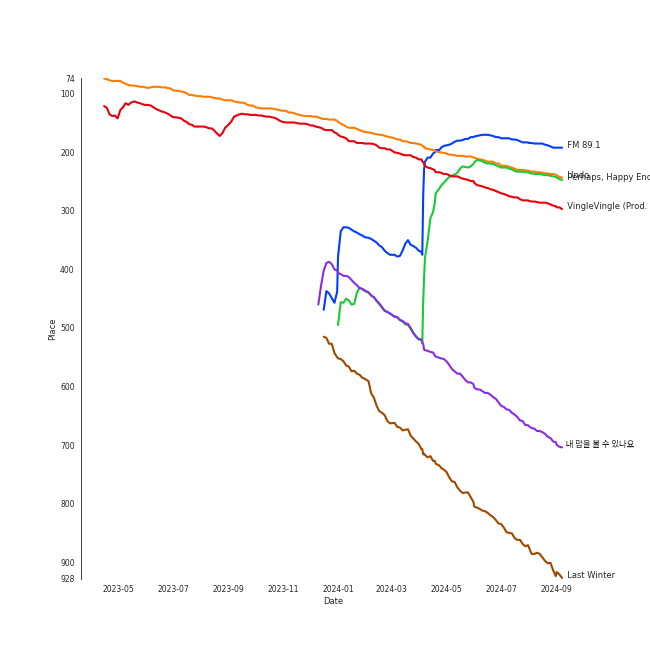 74
100
200
300
400
500
600
700
800
900
928
Place
2023-05
2023-07
2023-09
2023-11
2024-01
2024-03
2024-05
2024-07
2024-09
Date
FM 89.1
Undo
Perhaps, Happy End
VingleVingle (Prod.
내 맘을 볼 수 있나요
Last Winter